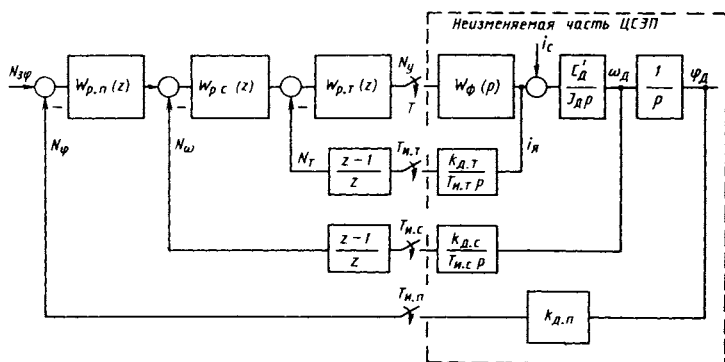 Неизменяемая часть ЦСЭП
N_зφ
W_р.п (z)
W_р.с (z)
W_р.т (z)
N_у
T
W_ф (p)
i_с
C'_Д
J_Д p
ω_Д
1
p
φ_Д
−
−
−
N_φ
N_ω
N_т
z − 1
z
T_и.т
k_д.т
T_и.т p
i_я
z − 1
z
T_и.с
k_д.с
T_и.с p
T_и.п
k_д.п